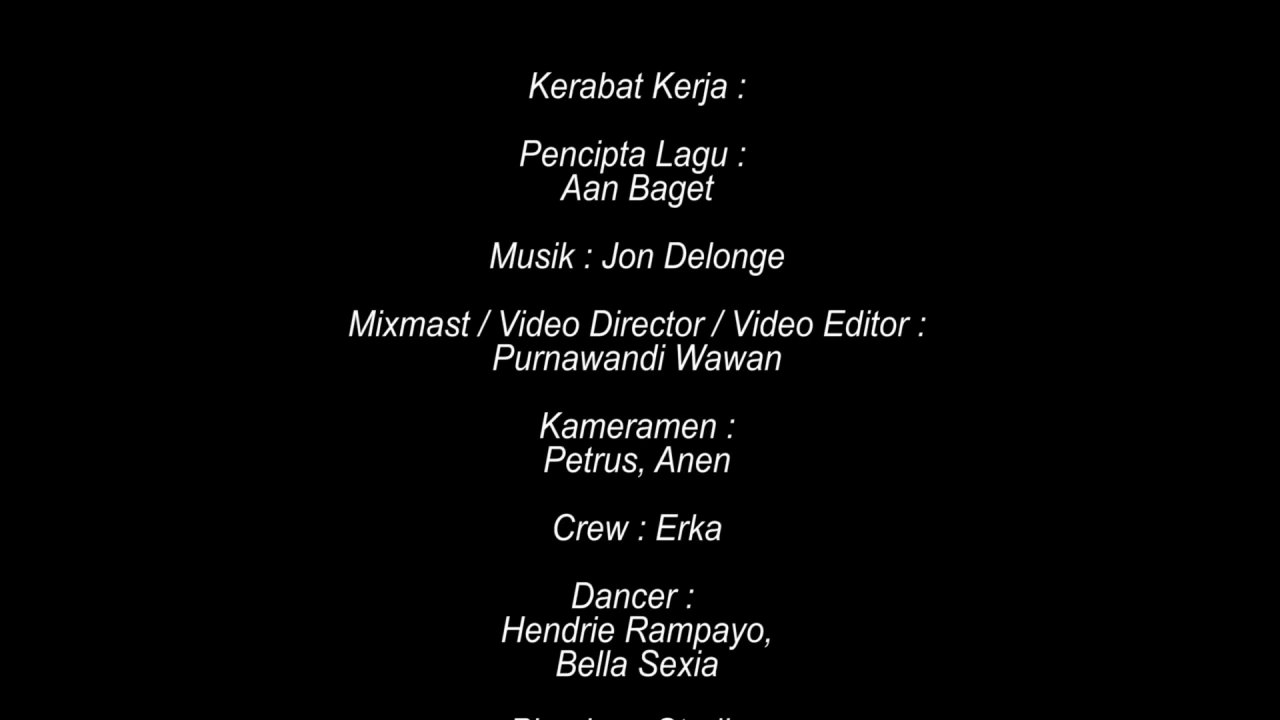 Kerabat Kerja :
Pencipta Lagu :
Aan Baget
Musik : Jon Delonge
Mixmast / Video Director / Video Editor :
Purnawandi Wawan
Kameramen :
Petrus, Anen
Crew : Erka
Dancer :
Hendrie Rampayo,
Bella Sexia